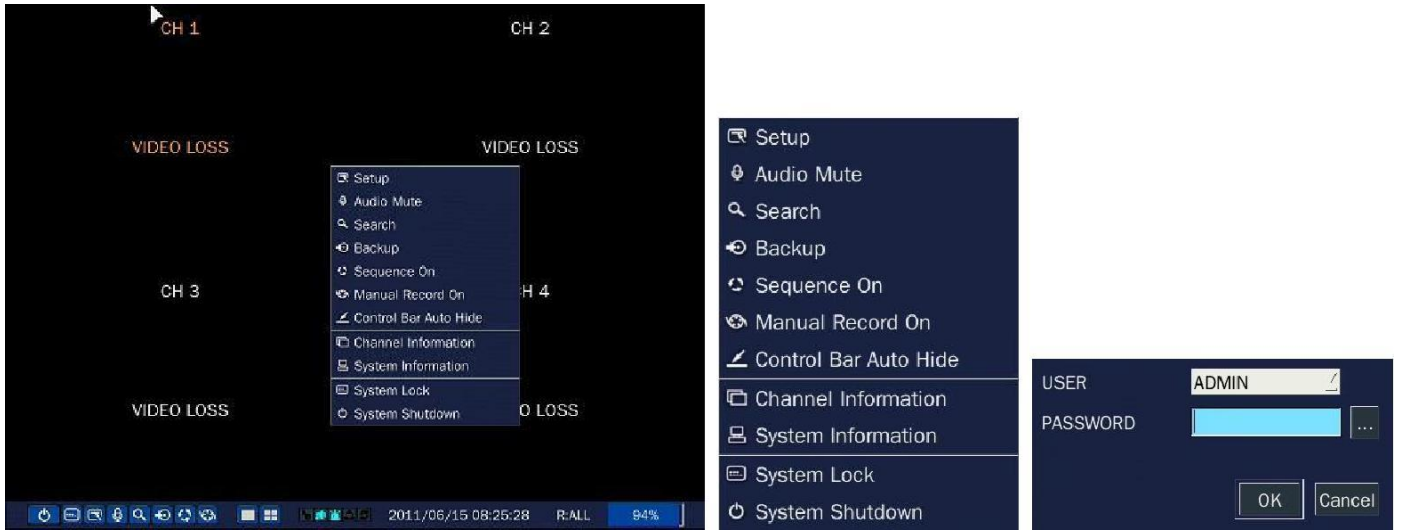 CH 1
CH 2
VIDEO LOSS
VIDEO LOSS
Setup
Audio Mute
Search
Backup
Sequence On
CH 3
H 4
Manual Record On
Control Bar Auto Hide
Channel Information
System Information
System Lock
VIDEO LOSS
O LOSS
System Shutdown
2011/06/15 08:25:28 R:ALL 94%
Setup
Audio Mute
Search
Backup
Sequence On
Manual Record On
Control Bar Auto Hide
Channel Information
System Information
System Lock
System Shutdown
USER ADMIN
PASSWORD ...
OK Cancel